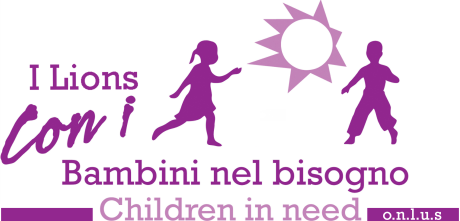 I Lions
con i
Bambini nel bisogno
Children in need o.n.l.u.s